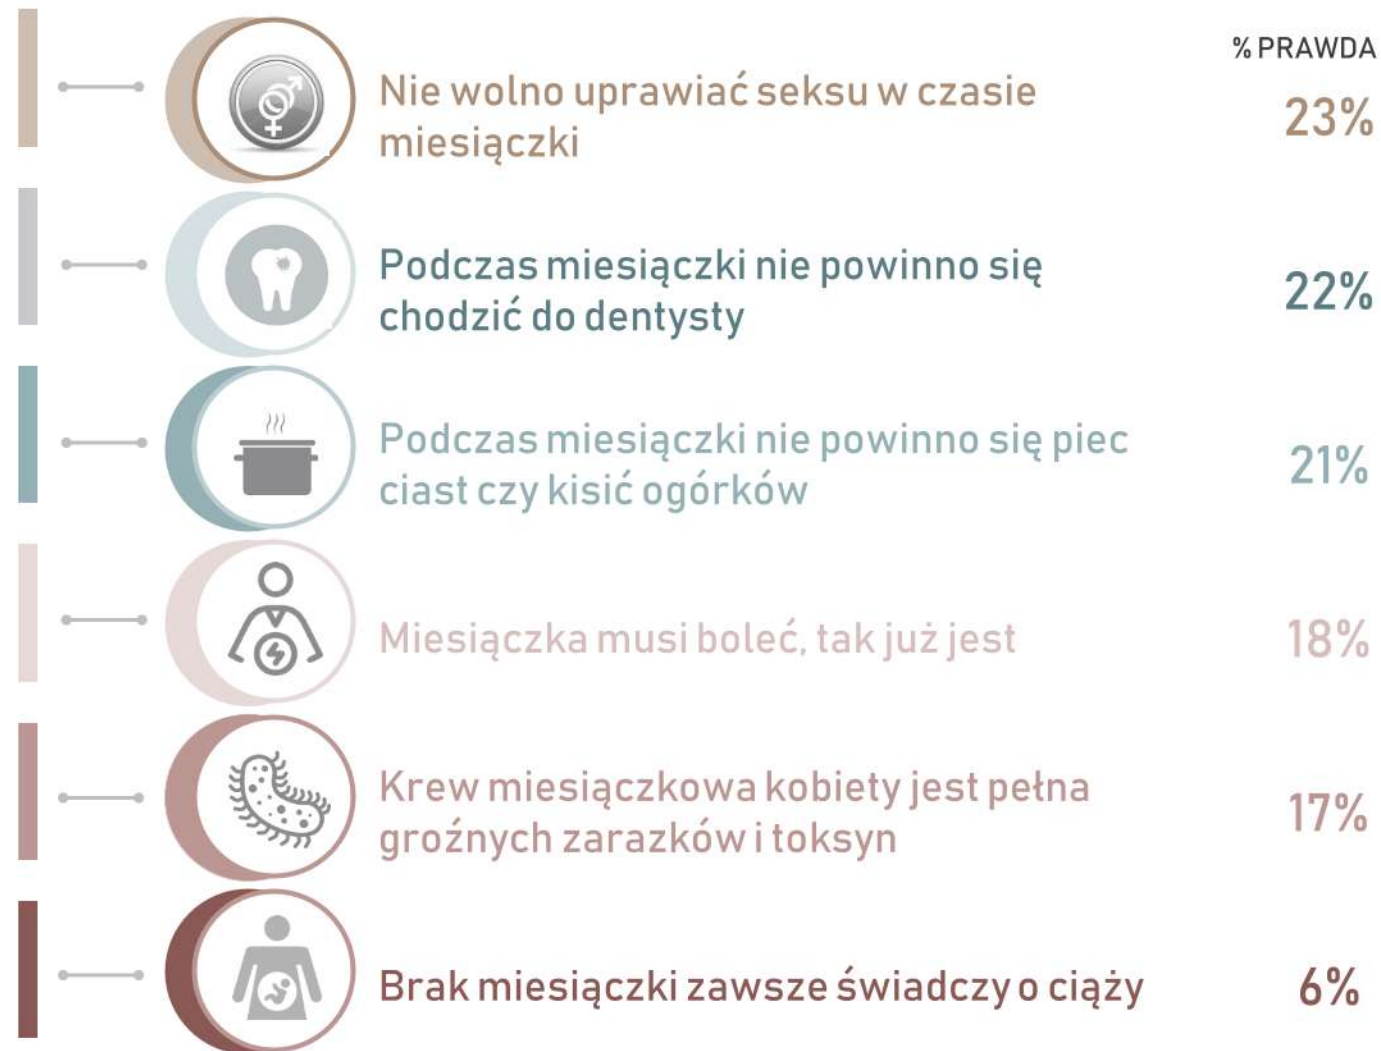 % PRAWDA
Nie wolno uprawiać seksu w czasie
miesiączki
23%
Podczas miesiączki nie powinno się
chodzić do dentysty
22%
Podczas miesiączki nie powinno się piec
ciast czy kisić ogórków
21%
Miesiączka musi boleć, tak już jest
18%
Krew miesiączkowa kobiety jest pełna
groźnych zarazków i toksyn
17%
Brak miesiączki zawsze świadczy o ciąży
6%